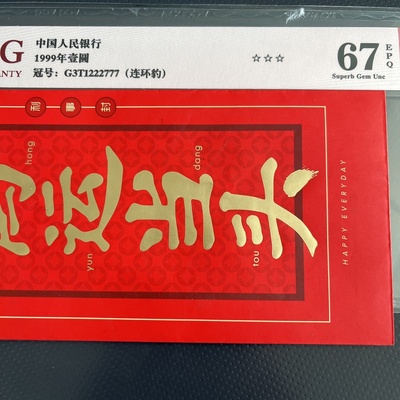 G
ANTY
中国人民银行
1999年壹圆
冠号：G3T1222777（连环豹）
☆☆☆
67
EPQ
Superb Gem Unc
利事封
鸿运当头
hong
yun
dang
tou
HAPPY EVERYDAY